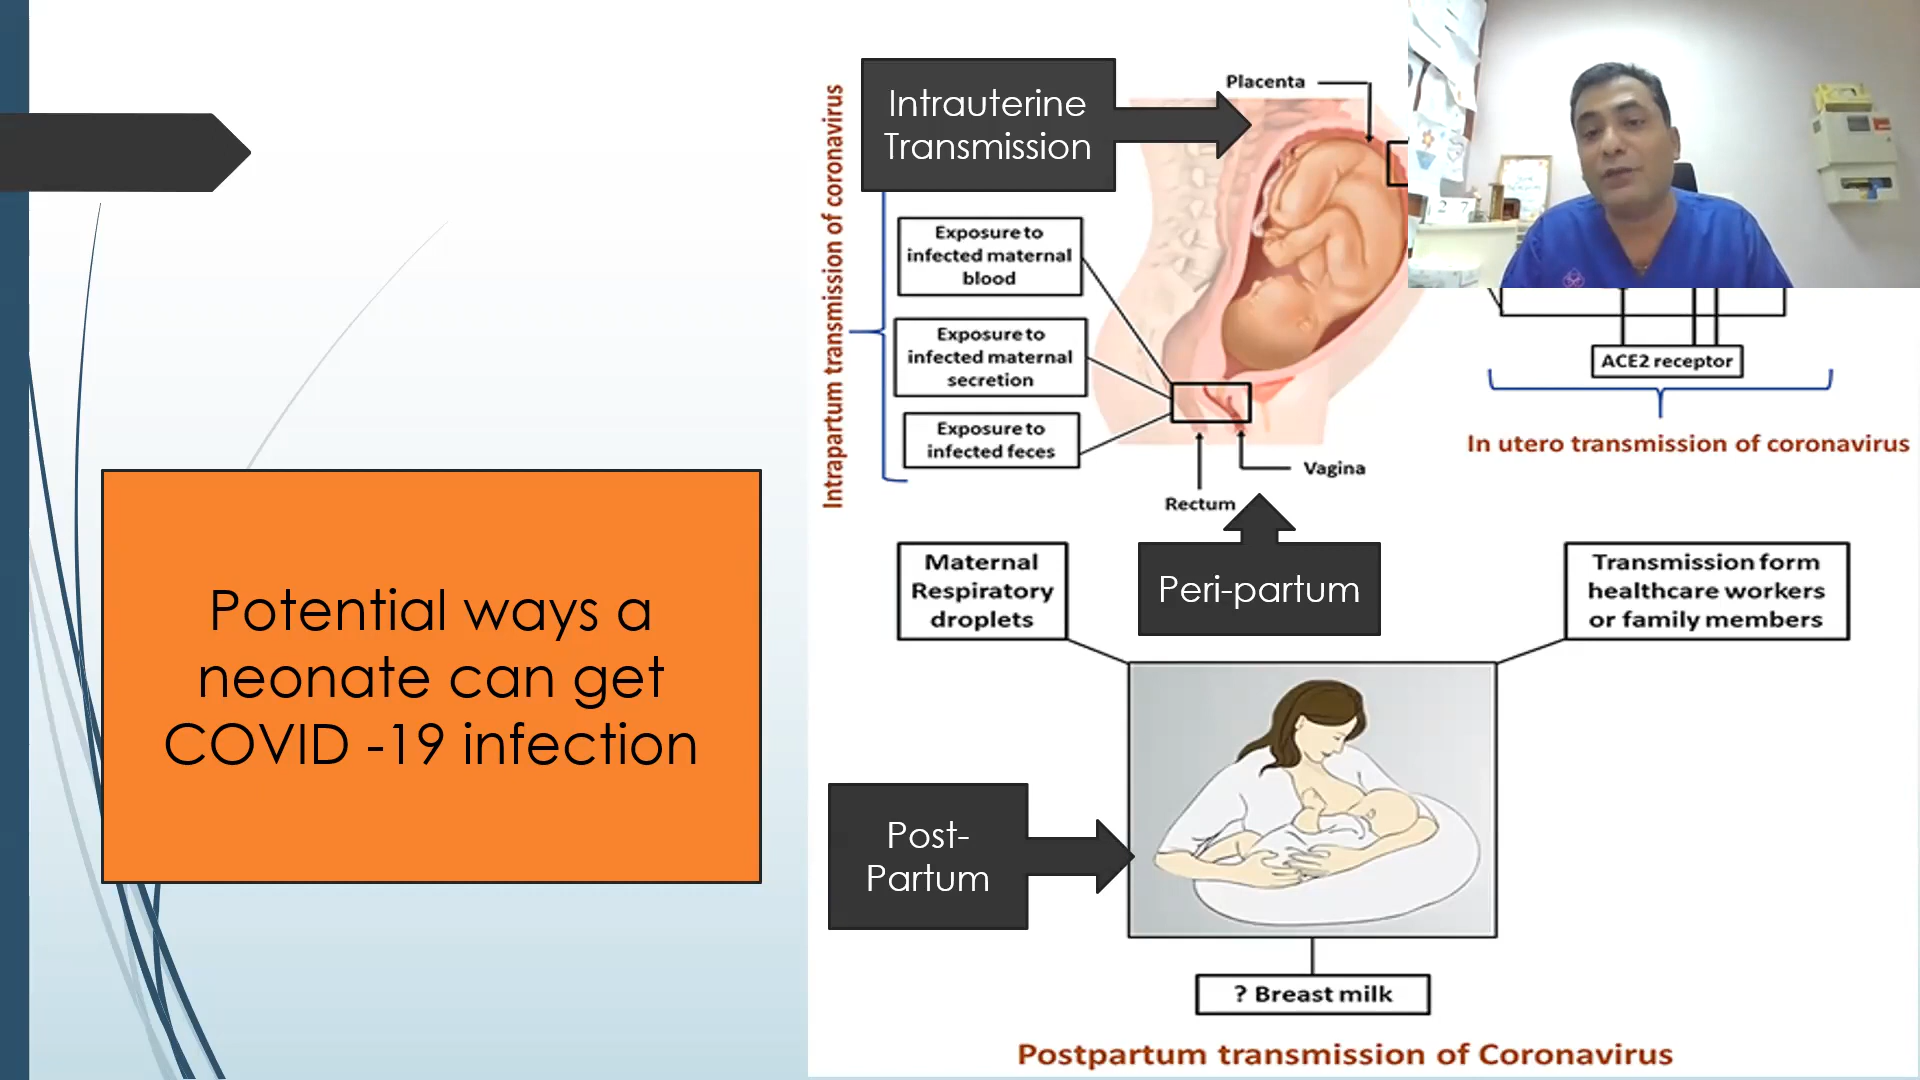 Potential ways a
neonate can get
COVID -19 infection
Intrapartum transmission of coronavirus
Intrauterine
Transmission
Placenta
Exposure to
infected maternal
blood
Exposure to
infected maternal
secretion
Exposure to
infected feces
Rectum
Vagina
ACE2 receptor
In utero transmission of coronavirus
Peri-partum
Maternal
Respiratory
droplets
Transmission form
healthcare workers
or family members
Post-
Partum
? Breast milk
Postpartum transmission of Coronavirus
2 7